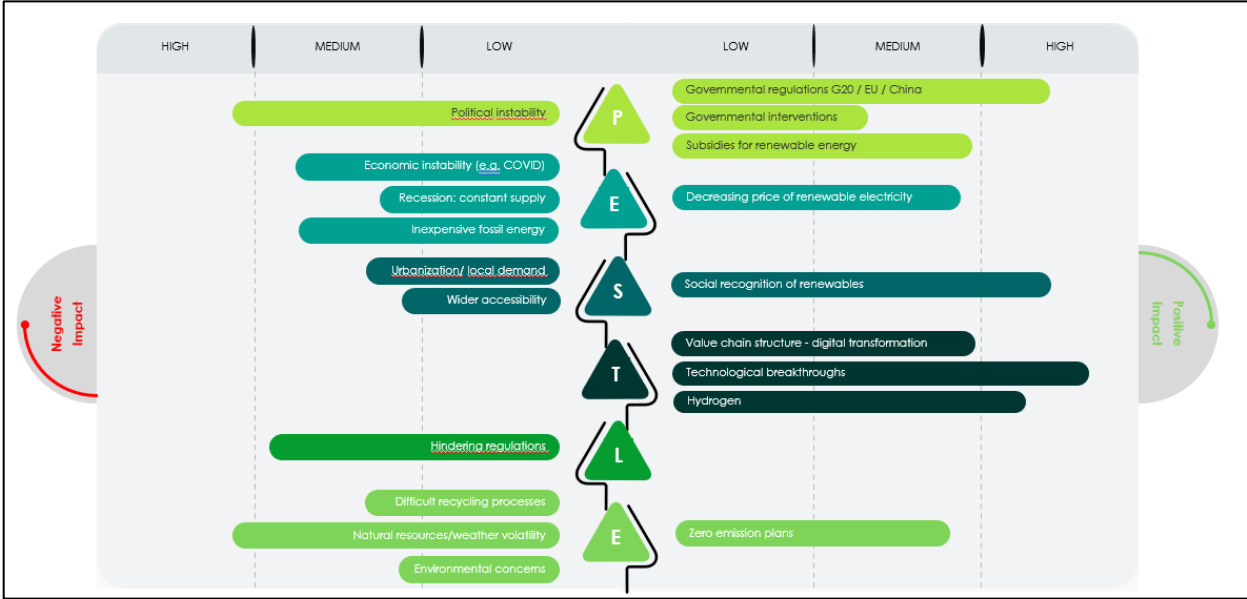 HIGH
MEDIUM
LOW
LOW
MEDIUM
HIGH
Negative
Impact
Positive
Impact
P
Political instability
Governmental regulations G20 / EU / China
Governmental interventions
Subsidies for renewable energy
E
Economic instability (e.g. COVID)
Recession: constant supply
Inexpensive fossil energy
Decreasing price of renewable electricity
S
Urbanization/ local demand
Wider accessibility
Social recognition of renewables
T
Value chain structure - digital transformation
Technological breakthroughs
Hydrogen
L
Hindering regulations
E
Difficult recycling processes
Natural resources/weather volatility
Environmental concerns
Zero emission plans